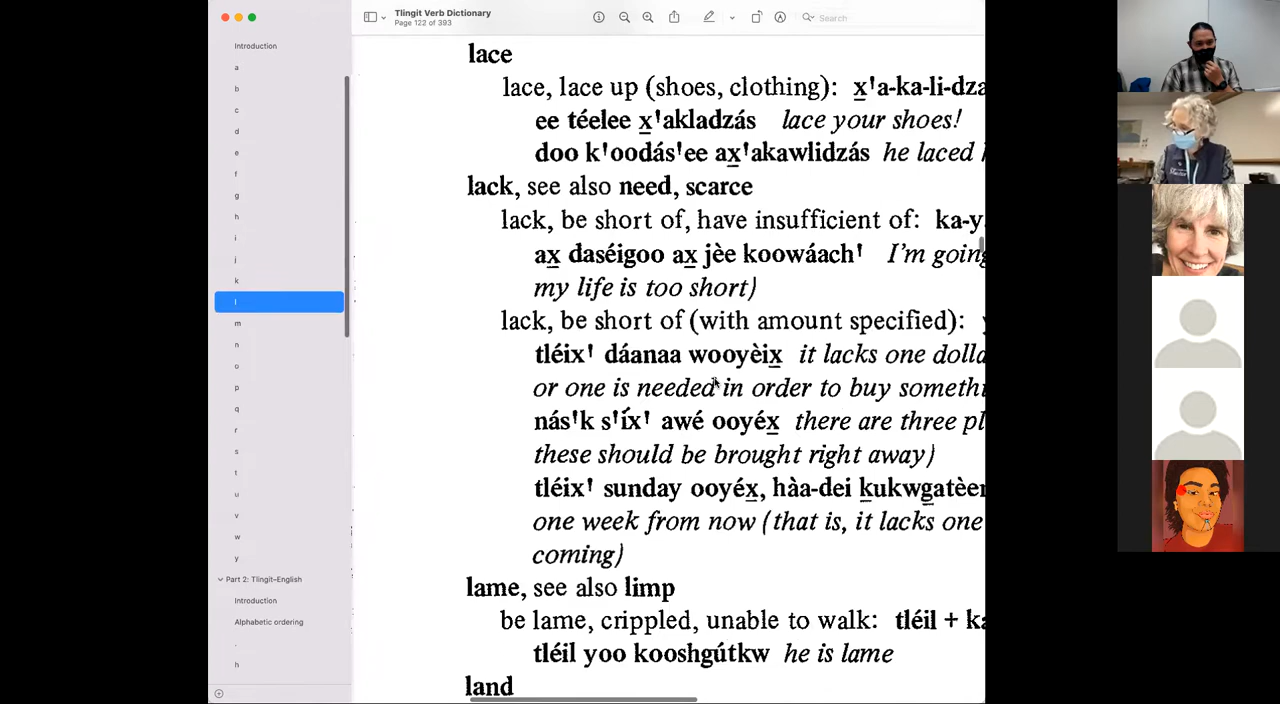 Tlingit Verb Dictionary
Page 122 of 393
Search
Introduction
a
b
c
d
e
f
g
h
i
j
k
l
m
n
o
p
q
r
s
t
u
v
w
y
Part 2: Tlingit–English
Introduction
Alphabetic ordering
.
h
lace
lace, lace up (shoes, clothing): x̲'a-ka-li-dza
ee téelee x̲'akladzás lace your shoes!
doo k'oodás'ee ax̲'akawlidzás he laced
lack, see also need, scarce
lack, be short of, have insufficient of: ka-y
ax̲ daséigoo ax̲ jèe koowáach' I'm going
my life is too short)
lack, be short of (with amount specified):
tléix' dáanaa wooyèix̲ it lacks one dolla
or one is needed in order to buy somethi
nás'k s'íx' awé ooyéx̲ there are three pl
these should be brought right away)
tléix' sunday ooyéx̲, hàa-dei k̲ukwg̲atèer
one week from now (that is, it lacks one
coming)
lame, see also limp
be lame, crippled, unable to walk: tléil + ka
tléil yoo kooshgútkw he is lame
land